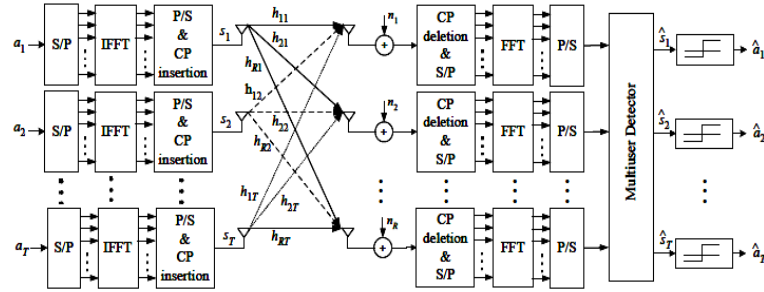 a1 S/P IFFT P/S & CP insertion s1 h11 h21 hR1 n1 + CP deletion & S/P FFT P/S ŝ1 â1
a2 S/P IFFT P/S & CP insertion s2 h12 h22 hR2 n2 + CP deletion & S/P FFT P/S Multiuser Detector ŝ2 â2
aT S/P IFFT P/S & CP insertion sT h1T h2T hRT nR + CP deletion & S/P FFT P/S ŝT âT